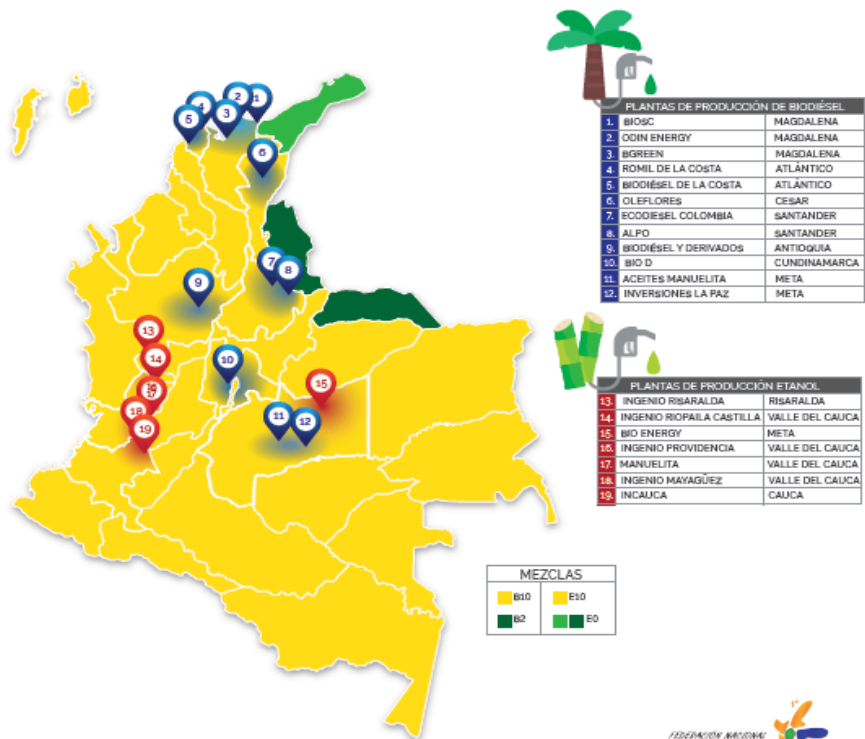 PLANTAS DE PRODUCCIÓN DE BIODIÉSEL
1. BIOSC MAGDALENA
2. ODIN ENERGY MAGDALENA
3. BGREEN MAGDALENA
4. ROMIL DE LA COSTA ATLÁNTICO
5. BIODIÉSEL DE LA COSTA ATLÁNTICO
6. OLEFLORES CESAR
7. ECODIESEL COLOMBIA SANTANDER
8. ALPO SANTANDER
9. BIODIÉSEL Y DERIVADOS ANTIOQUIA
10. BIO D CUNDINAMARCA
11. ACEITES MANUELITA META
12. INVERSIONES LA PAZ META
PLANTAS DE PRODUCCIÓN ETANOL
13. INGENIO RISARALDA RISARALDA
14. INGENIO RIOPAILA CASTILLA VALLE DEL CAUCA
15. BIO ENERGY META
16. INGENIO PROVIDENCIA VALLE DEL CAUCA
17. MANUELITA VALLE DEL CAUCA
18. INGENIO MAYAGÜEZ VALLE DEL CAUCA
19. INCAUCA CAUCA
2 1
4 3
5
6
7 8
9
13
14
10
15
16
17
18
11 12
19
MEZCLAS
B10 E10
B2 E0
FEDERACIÓN NACIONAL